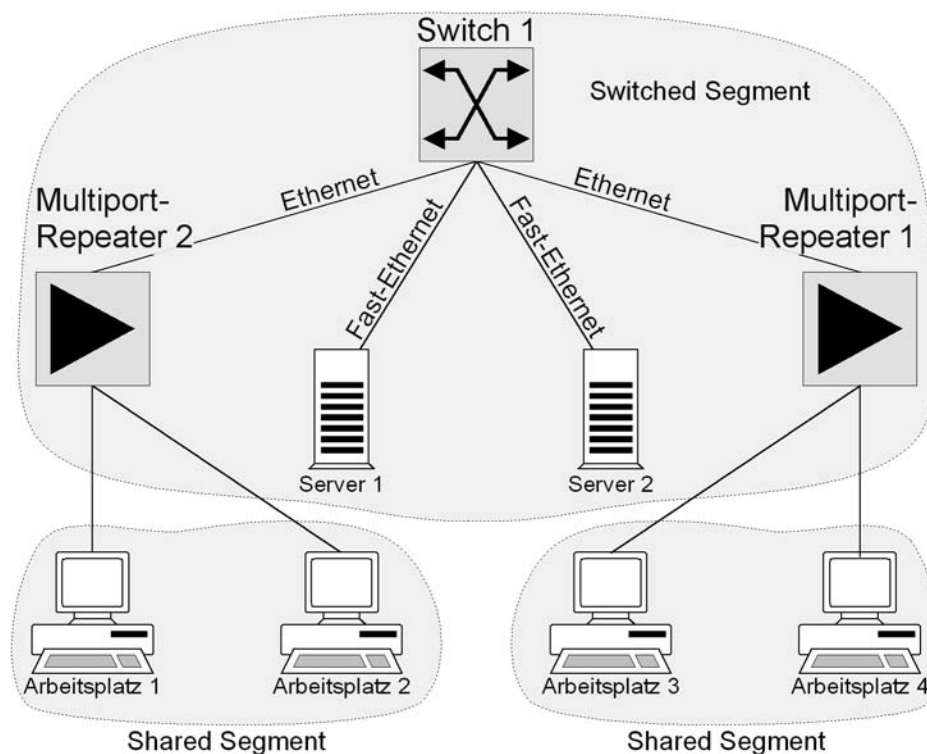 Switch 1
Switched Segment
Ethernet
Ethernet
Multiport-
Repeater 2
Multiport-
Repeater 1
Fast-Ethernet
Fast-Ethernet
Server 1
Server 2
Arbeitsplatz 1
Arbeitsplatz 2
Arbeitsplatz 3
Arbeitsplatz 4
Shared Segment
Shared Segment